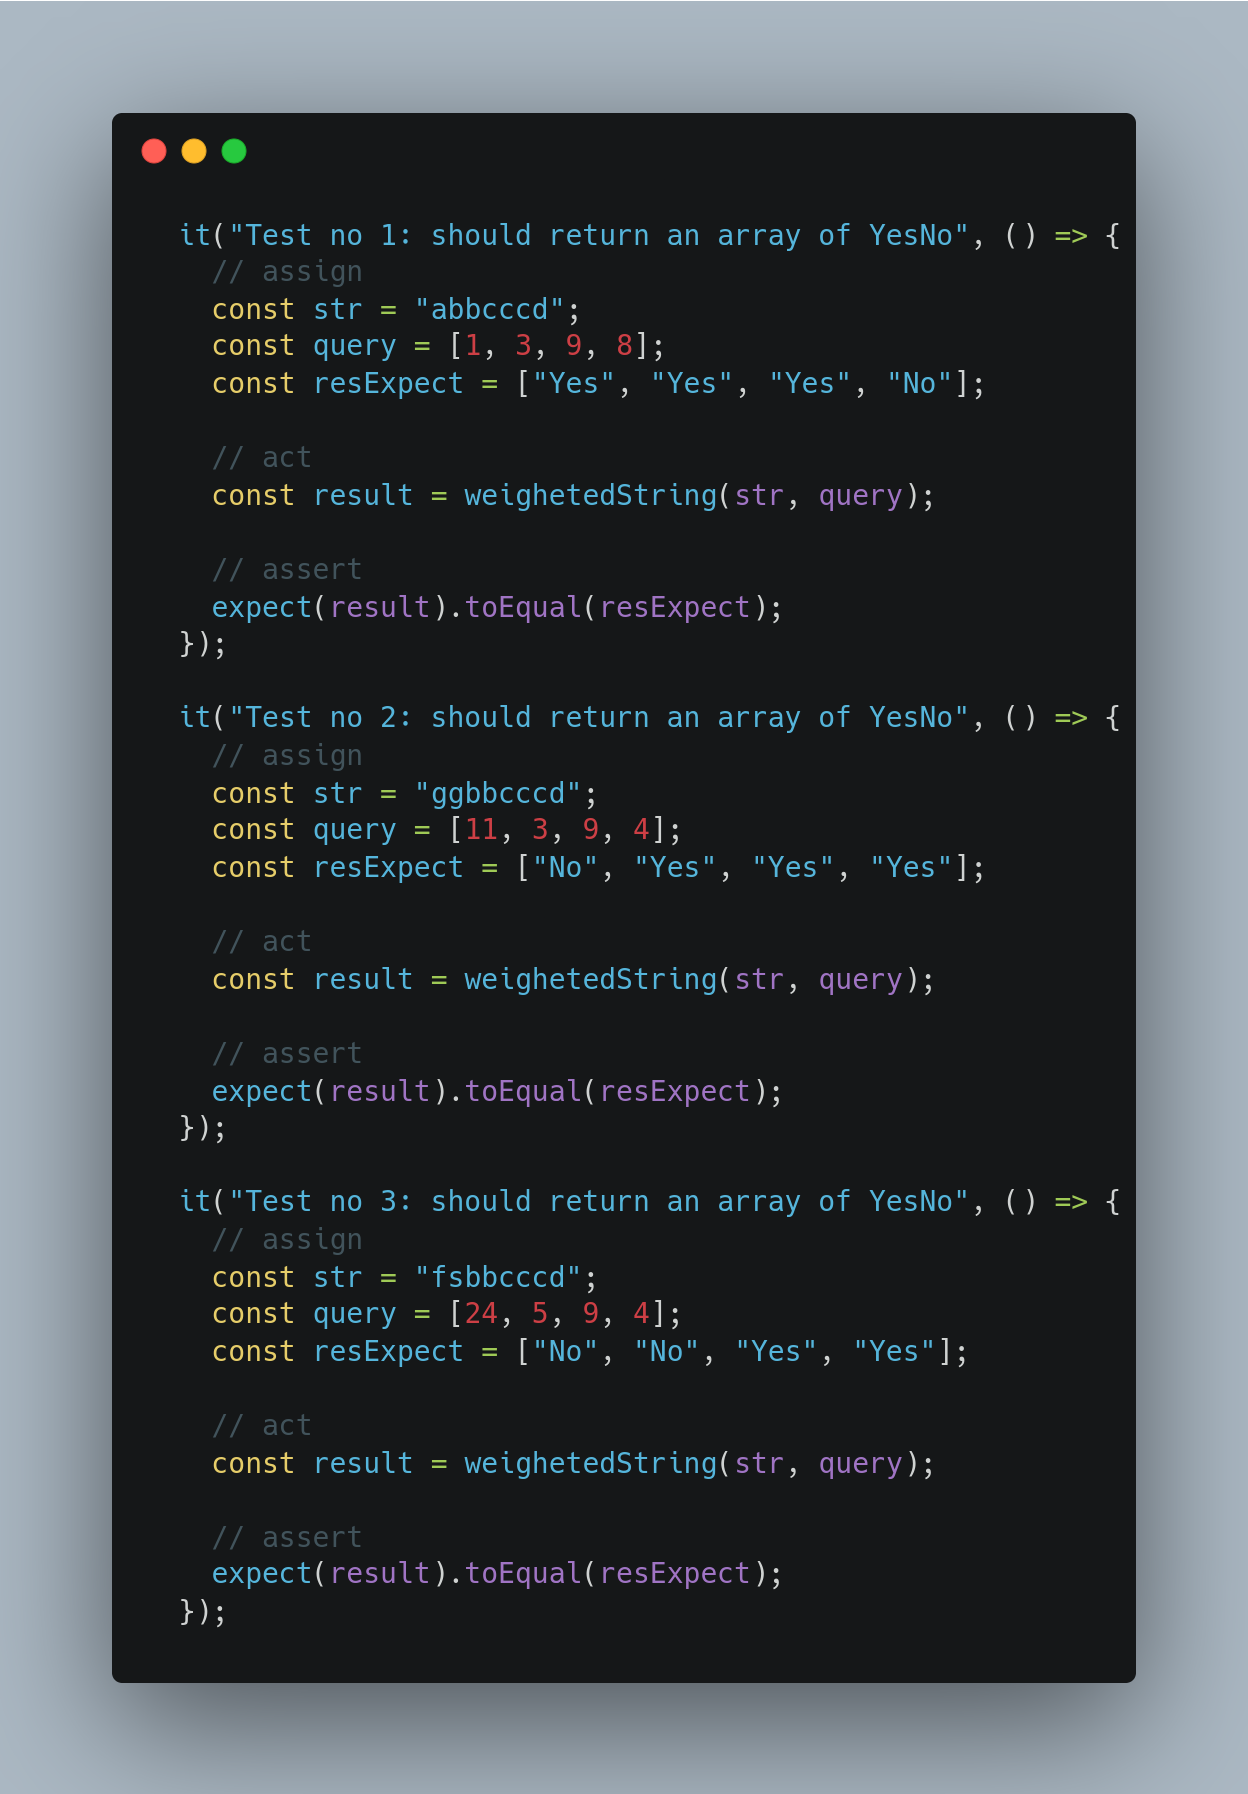 it("Test no 1: should return an array of YesNo", () => {
// assign
const str = "abbcccd";
const query = [1, 3, 9, 8];
const resExpect = ["Yes", "Yes", "Yes", "No"];
// act
const result = weighetedString(str, query);
// assert
expect(result).toEqual(resExpect);
});
it("Test no 2: should return an array of YesNo", () => {
// assign
const str = "ggbbcccd";
const query = [11, 3, 9, 4];
const resExpect = ["No", "Yes", "Yes", "Yes"];
// act
const result = weighetedString(str, query);
// assert
expect(result).toEqual(resExpect);
});
it("Test no 3: should return an array of YesNo", () => {
// assign
const str = "fsbbcccd";
const query = [24, 5, 9, 4];
const resExpect = ["No", "No", "Yes", "Yes"];
// act
const result = weighetedString(str, query);
// assert
expect(result).toEqual(resExpect);
});